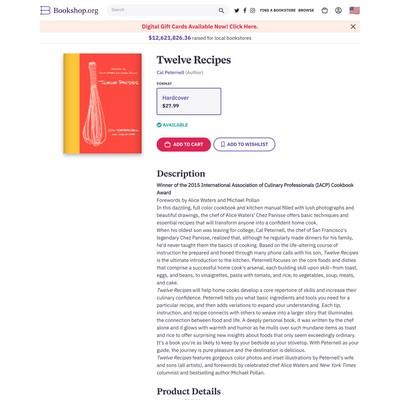 Bookshop.org
Search
FIND A BOOKSTORE BROWSE
Digital Gift Cards Available Now! Click Here.
$12,621,826.36 raised for local bookstores
Twelve Recipes
Cal Peternell (Author)
FORMAT
Hardcover
$27.99
AVAILABLE
ADD TO CART
ADD TO WISHLIST
TWELVE RECIPES
CAL PETERNELL
Description
Winner of the 2015 International Association of Culinary Professionals (IACP) Cookbook
Award
Forewords by Alice Waters and Michael Pollan
In this dazzling, full color cookbook and kitchen manual filled with lush photographs and
beautiful drawings, the chef of Alice Waters' Chez Panisse offers basic techniques and
essential recipes that will transform anyone into a confident home cook.
When his oldest son was leaving for college, Cal Peternell, the chef of San Francisco's
legendary Chez Panisse, realized that, although he regularly made dinners for his family,
he'd never taught them the basics of cooking. Based on the life-altering course of
instruction he prepared and honed through many phone calls with his son, Twelve Recipes
is the ultimate introduction to the kitchen. Peternell focuses on the core foods and dishes
that comprise a successful home cook's arsenal, each building skill upon skill--from toast,
eggs, and beans, to vinaigrettes, pasta with tomato, and rice, to vegetables, soup, meats,
and cake.
Twelve Recipes will help home cooks develop a core repertoire of skills and increase their
culinary confidence. Peternell tells you what basic ingredients and tools you need for a
particular recipe, and then adds variations to expand your understanding. Each tip,
instruction, and recipe connects with others to weave into a larger story that illuminates
the connection between food and life. A deeply personal book, it was written by the chef
alone and it glows with warmth and humor as he mulls over such mundane items as toast
and rice to offer surprising new insights about foods that only seem exceedingly ordinary.
It's a book you're as likely to keep by your bedside as your stovetop. With Peternell as your
guide, the journey is pure pleasure and the destination is delicious.
Twelve Recipes features gorgeous color photos and inset illustrations by Peternell's wife
and sons (all artists), and forewords by celebrated chef Alice Waters and New York Times
columnist and bestselling author Michael Pollan.
Product Details